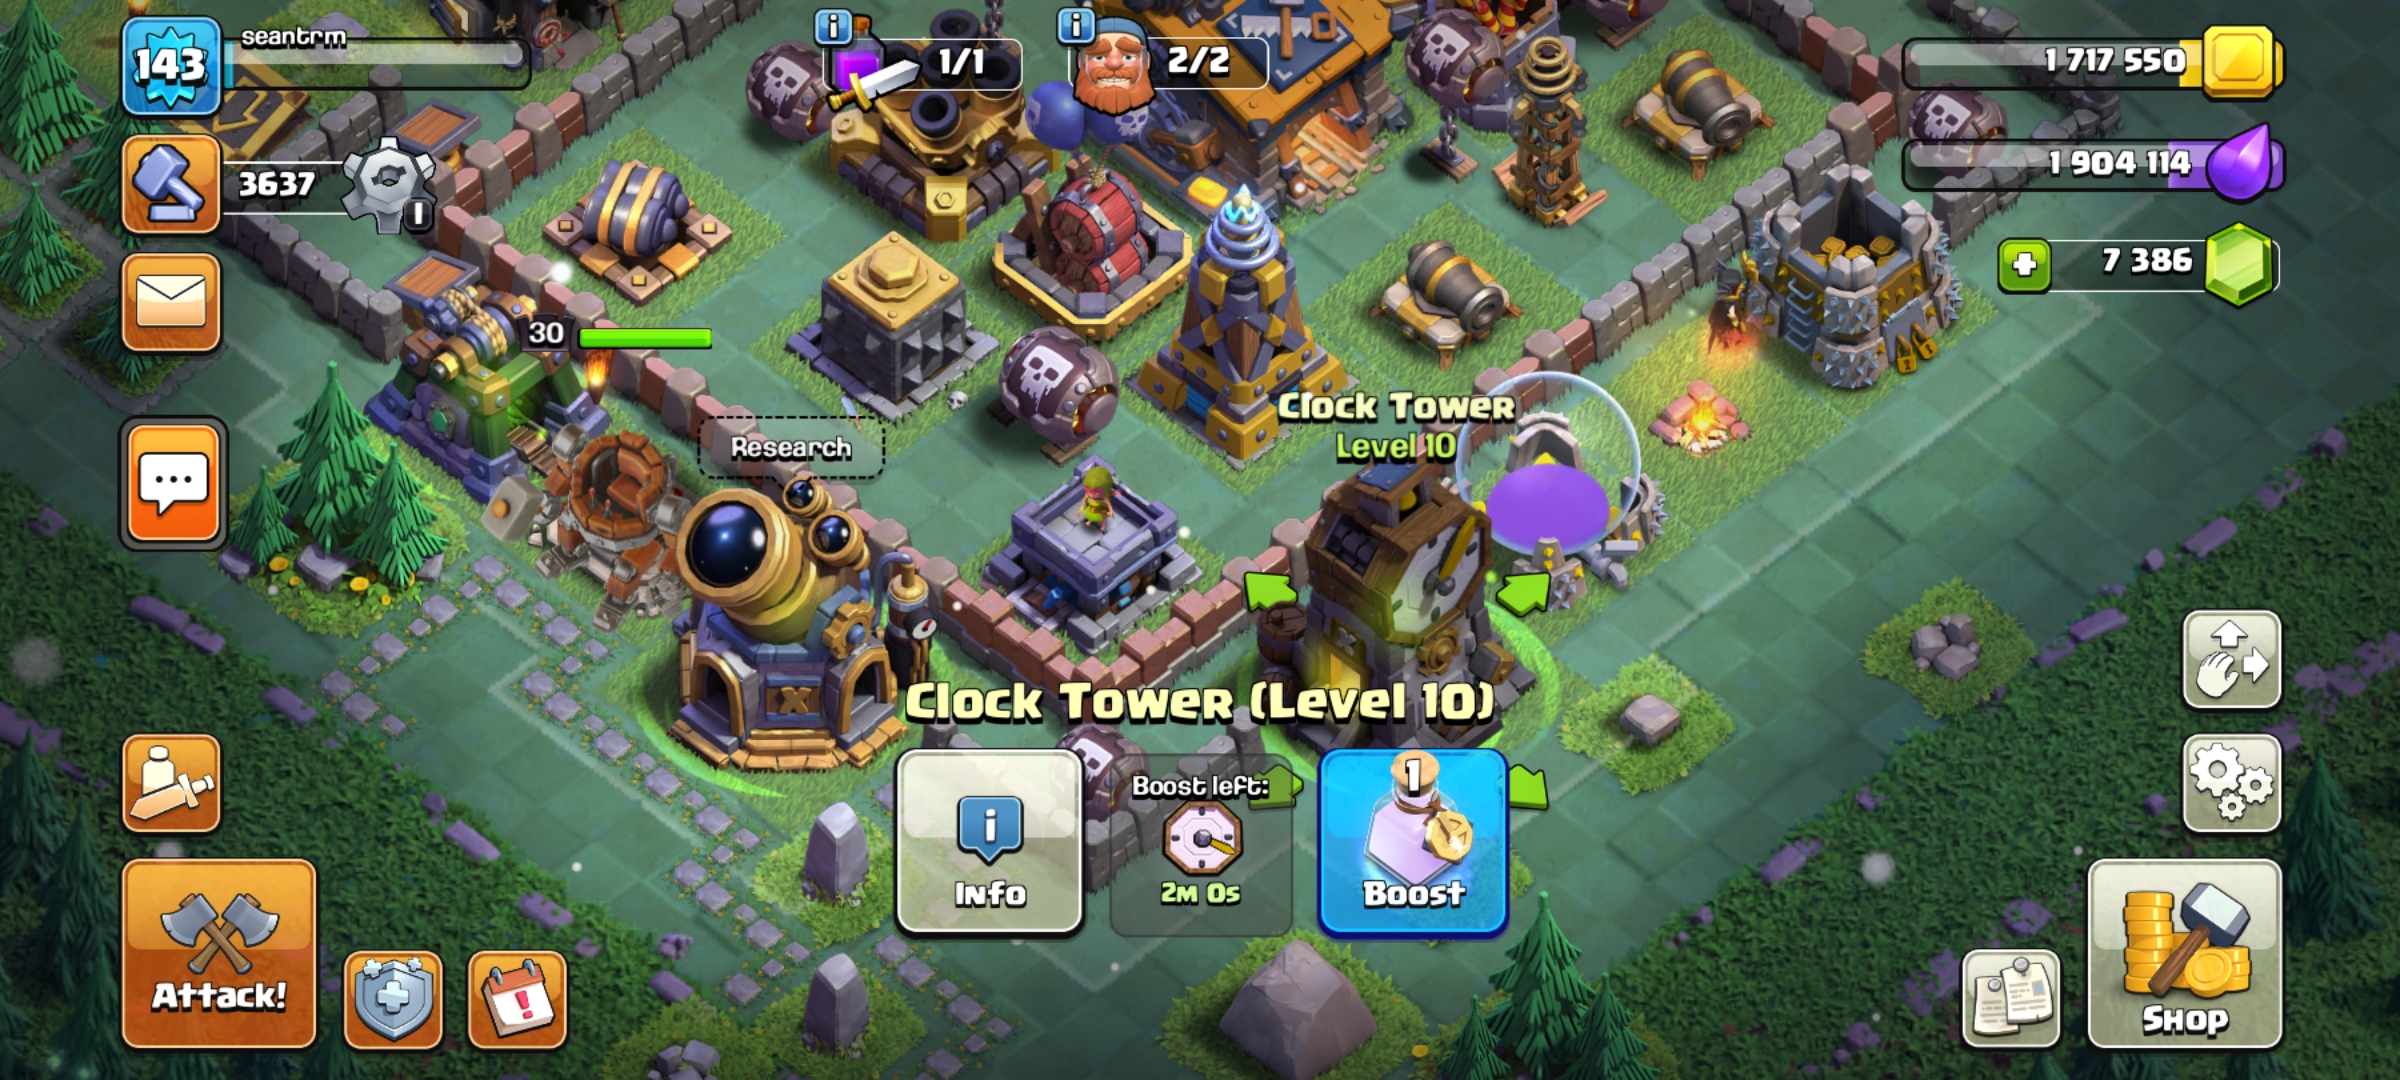 seantrm
143
1/1
2/2
1 717 550
3637
1
1 904 114
7 386
30
Research
Clock Tower
Level 10
Clock Tower (Level 10)
Boost left:
2M 0s
1
Info
Boost
Attack!
Shop